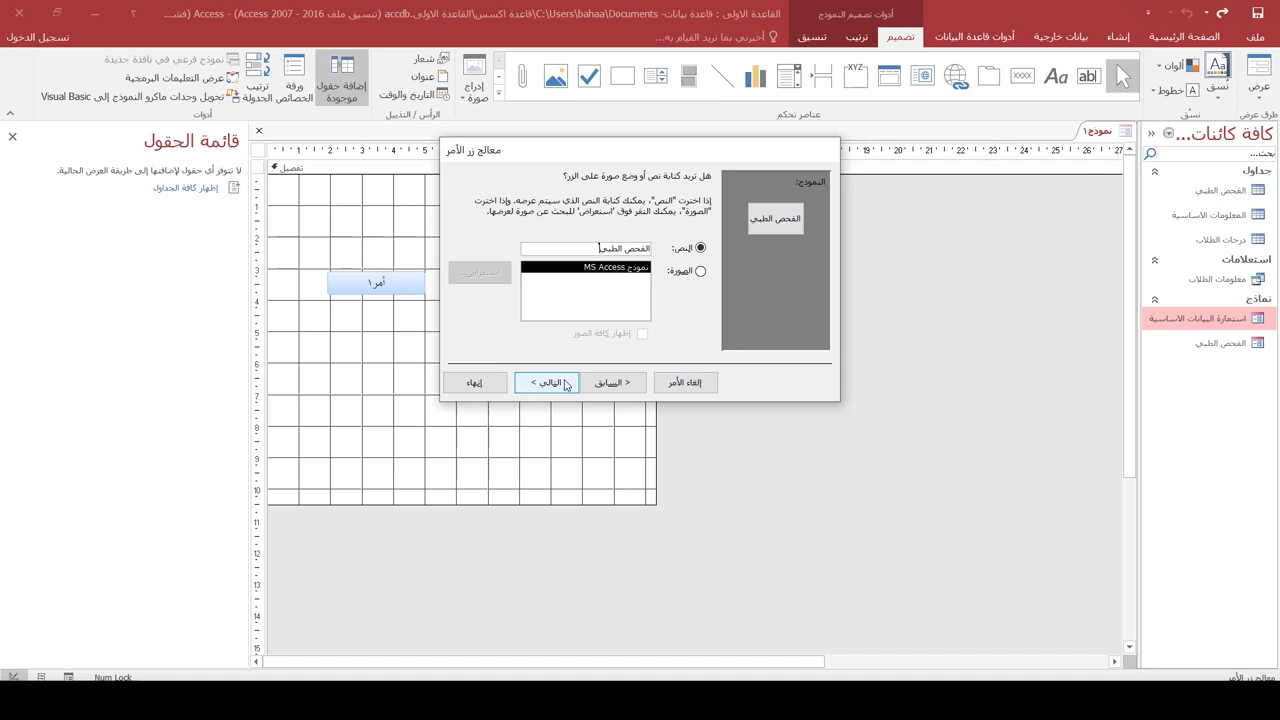 أدوات تصميم النموذج
القاعدة الاولى : قاعدة بيانات- C:\Users\bahaa\Documents\قاعدة اكسس\القاعدة الاولى.accdb (تنسيق ملف Access 2007 - 2016) - Access (فش...
ملف
الصفحة الرئيسية
إنشاء
بيانات خارجية
أدوات قاعدة البيانات
تصميم
ترتيب
تنسيق
أخبرني بما تريد القيام به...
تسجيل الدخول
عرض
طرق عرض
نسق
ألوان
خطوط
نُسق
عناصر تحكم
إدراج صورة
شعار
عنوان
التاريخ والوقت
الرأس / التذييل
إضافة حقول موجودة
ورقة الخصائص
ترتيب الجدولة
نموذج فرعي في نافذة جديدة
عرض التعليمات البرمجية
تحويل وحدات ماكرو النموذج إلى Visual Basic
أدوات
كافة كائنات...
بحث...
جداول
الفحص الطبي
المعلومات الاساسية
درجات الطلاب
استعلامات
معلومات الطلاب
نماذج
استمارة البيانات الاساسية
الفحص الطبي
نموذج١
تفصيل
أمر١
معالج زر الأمر
النموذج:
الفحص الطبي
هل تريد كتابة نص أو وضع صورة على الزر؟
إذا اخترت "النص"، يمكنك كتابة النص الذي سيتم عرضه. وإذا اخترت
"الصورة"، يمكنك النقر فوق 'استعراض' للبحث عن صورة لعرضها.
النص:
الفحص الطبي
الصورة:
نموذج MS Access
استعراض...
إظهار كافة الصور
إلغاء الأمر
< السابق
التالي >
إنهاء
قائمة الحقول
لا تتوفر أي حقول لإضافتها إلى طريقة العرض الحالية.
إظهار كافة الجداول
معالج زر الأمر
Num Lock